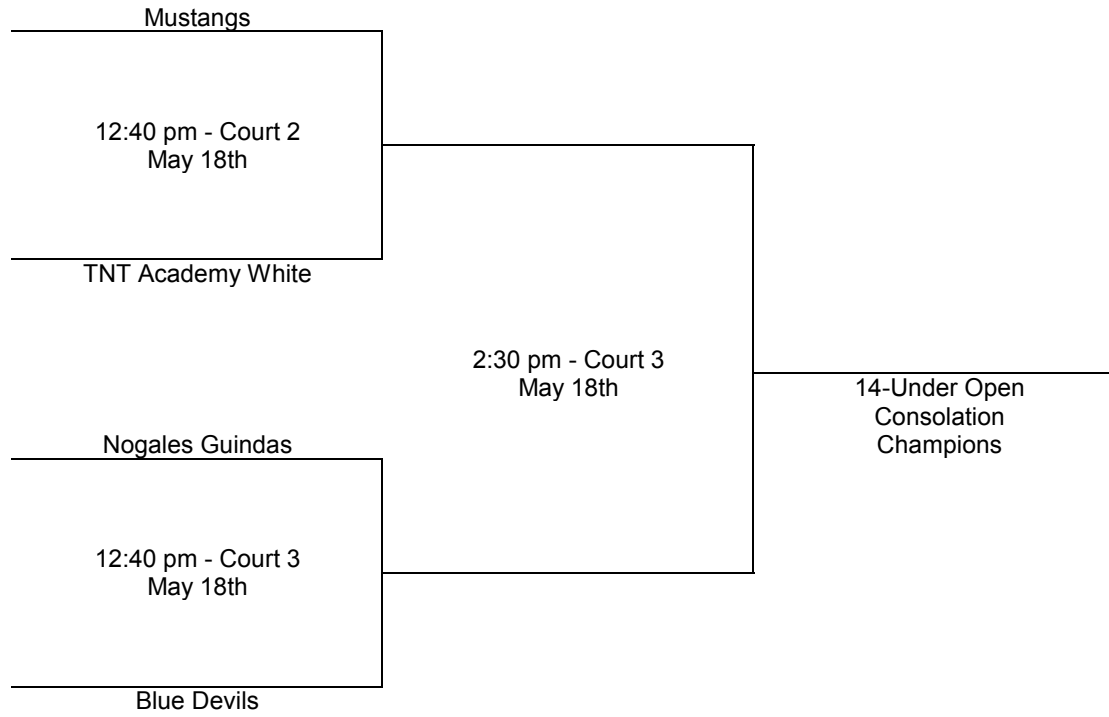 Mustangs
12:40 pm - Court 2
May 18th
TNT Academy White
2:30 pm - Court 3
May 18th
14-Under Open
Consolation
Champions
Nogales Guindas
12:40 pm - Court 3
May 18th
Blue Devils